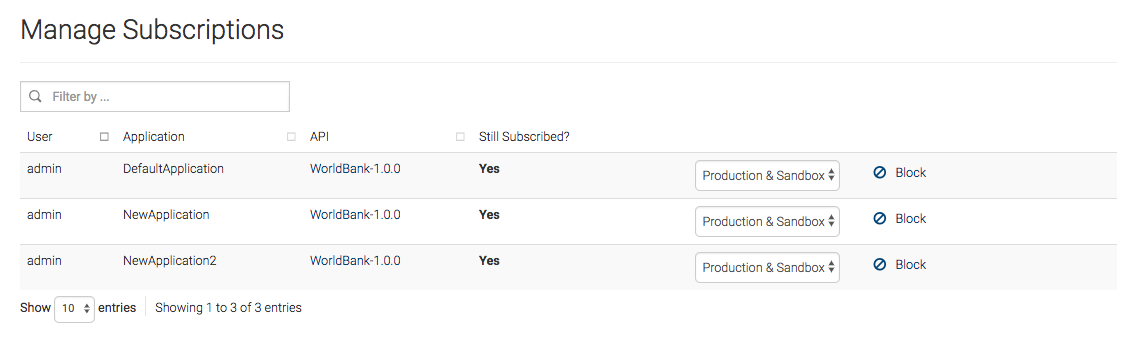 Manage Subscriptions
Filter by ...
User Application API Still Subscribed?
admin DefaultApplication WorldBank-1.0.0 Yes Production & Sandbox Block
admin NewApplication WorldBank-1.0.0 Yes Production & Sandbox Block
admin NewApplication2 WorldBank-1.0.0 Yes Production & Sandbox Block
Show 10 entries Showing 1 to 3 of 3 entries